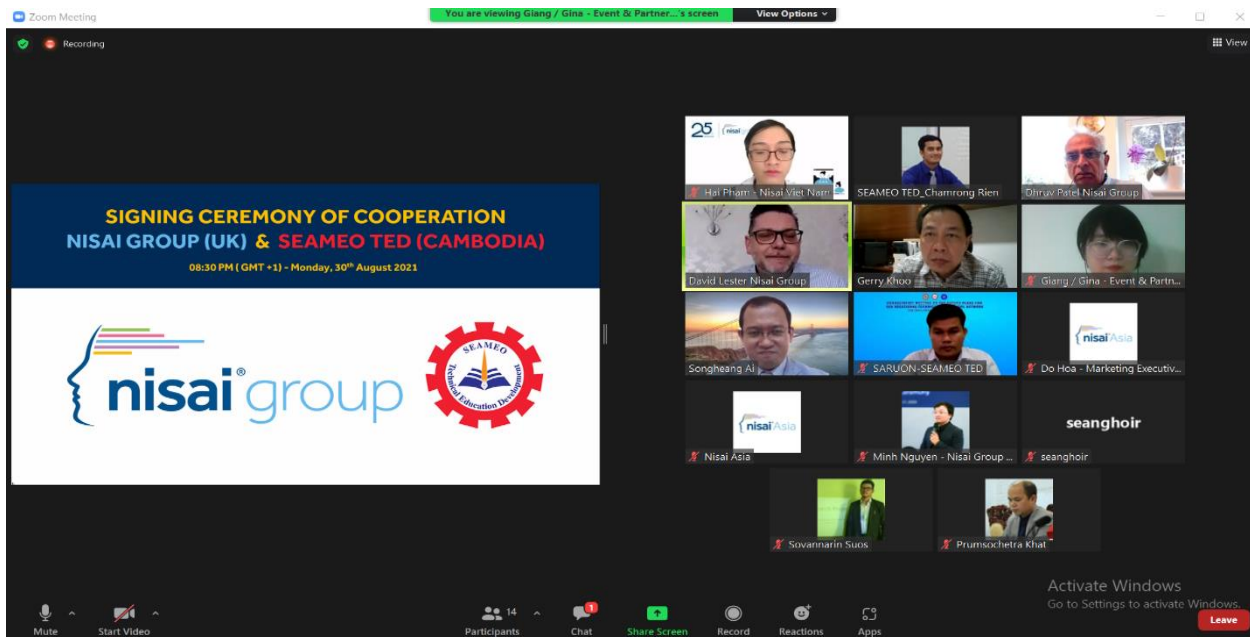 Zoom Meeting
You are viewing Giang / Gina - Event & Partner...'s screen
View Options
Recording
View
SIGNING CEREMONY OF COOPERATION
NISAI GROUP (UK) & SEAMEO TED (CAMBODIA)
08:30 PM ( GMT +1) - Monday, 30th August 2021
nisai® group
SEAMEO
Technical Education Development
25 nisai
Hai Pham - Nisai Viet Nam
SEAMEO TED_Chamrong Rien
Dhruv Patel Nisai Group
David Lester Nisai Group
Gerry Khoo
Giang / Gina - Event & Partn...
Songheang Ai
SARUON-SEAMEO TED
nisai Asia
Do Hoa - Marketing Executiv...
nisai Asia
Nisai Asia
Minh Nguyen - Nisai Group ...
seanghoir
seanghoir
Sovannarin Suos
Prumsochetra Khat
Activate Windows
Go to Settings to activate Windows.
Mute
Start Video
14
Participants
1
Chat
Share Screen
Record
Reactions
Apps
Leave